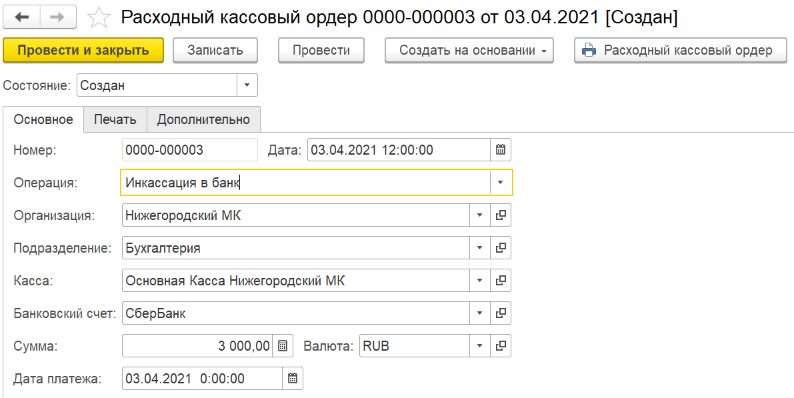 Расходный кассовый ордер 0000-000003 от 03.04.2021 [Создан]
Провести и закрыть Записать Провести Создать на основании Расходный кассовый ордер
Состояние: Создан
Основное Печать Дополнительно
Номер: 0000-000003 Дата: 03.04.2021 12:00:00
Операция: Инкассация в банк
Организация: Нижегородский МК
Подразделение: Бухгалтерия
Касса: Основная Касса Нижегородский МК
Банковский счет: СберБанк
Сумма: 3 000,00 Валюта: RUB
Дата платежа: 03.04.2021 0:00:00